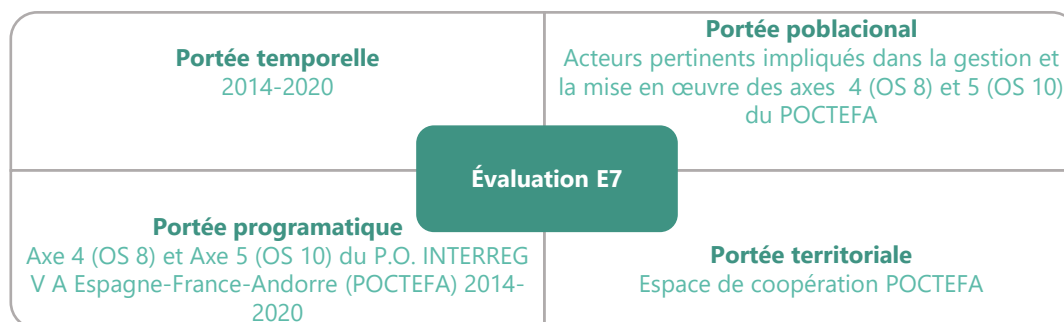 Portée temporelle
2014-2020
Portée poblacional
Acteurs pertinents impliqués dans la gestion et
la mise en œuvre des axes 4 (OS 8) et 5 (OS 10)
du POCTEFA
Évaluation E7
Portée programatique
Axe 4 (OS 8) et Axe 5 (OS 10) du P.O. INTERREG
V A Espagne-France-Andorre (POCTEFA) 2014-
2020
Portée territoriale
Espace de coopération POCTEFA